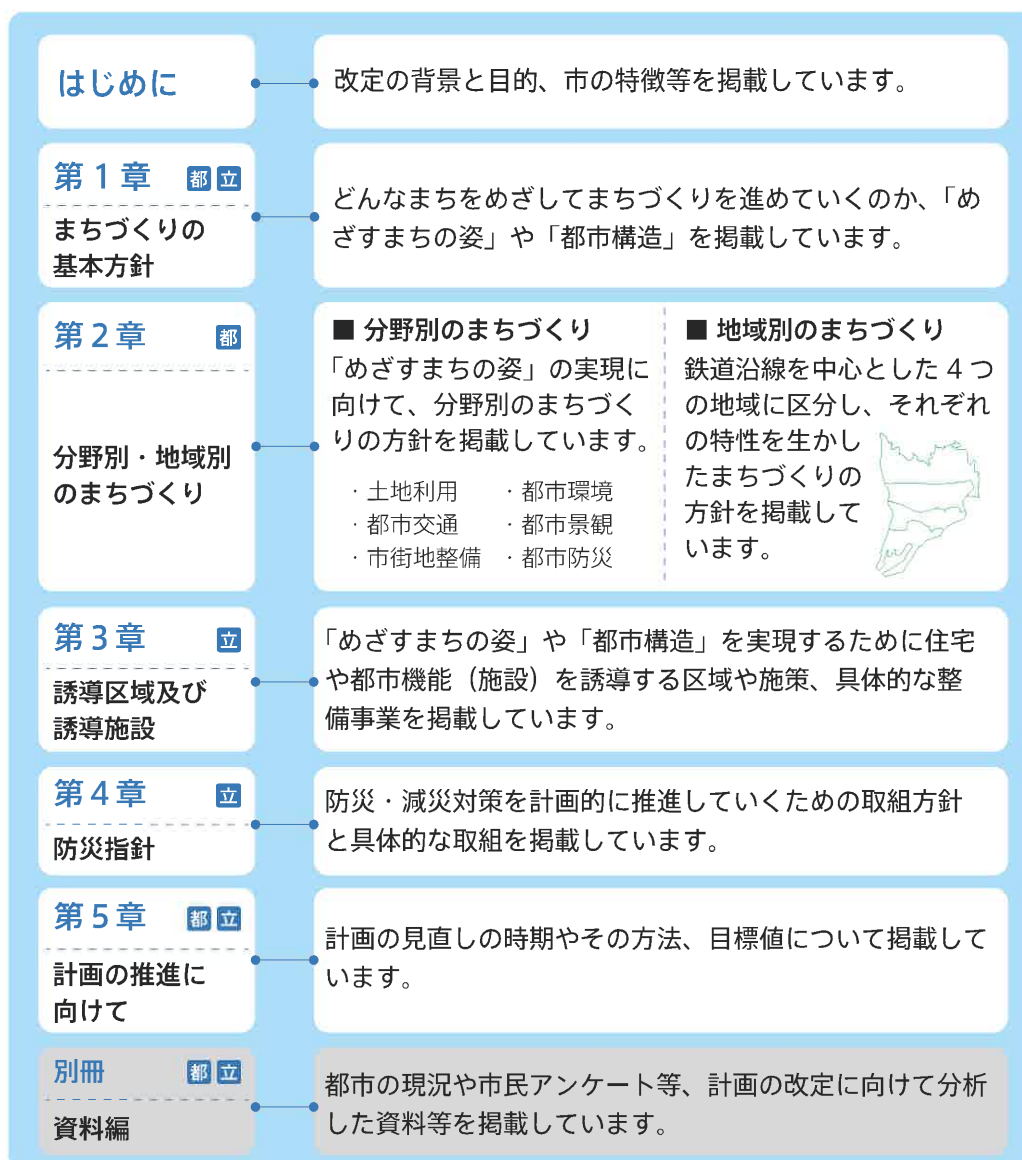 はじめに
改定の背景と目的、市の特徴等を掲載しています。
第1章 都 立
まちづくりの
基本方針
どんなまちをめざしてまちづくりを進めていくのか、「め
ざすまちの姿」や「都市構造」を掲載しています。
第2章 都
分野別・地域別
のまちづくり
■ 分野別のまちづくり
「めざすまちの姿」の実現に
向けて、分野別のまちづく
りの方針を掲載しています。
・土地利用 ・都市環境
・都市交通 ・都市景観
・市街地整備 ・都市防災
■ 地域別のまちづくり
鉄道沿線を中心とした4つ
の地域に区分し、それぞれ
の特性を生かし
たまちづくりの
方針を掲載して
います。
第3章 立
誘導区域及び
誘導施設
「めざすまちの姿」や「都市構造」を実現するために住宅
や都市機能（施設）を誘導する区域や施策、具体的な整
備事業を掲載しています。
第4章 立
防災指針
防災・減災対策を計画的に推進していくための取組方針
と具体的な取組を掲載しています。
第5章 都 立
計画の推進に
向けて
計画の見直しの時期やその方法、目標値について掲載して
います。
別冊 都 立
資料編
都市の現況や市民アンケート等、計画の改定に向けて分析
した資料等を掲載しています。